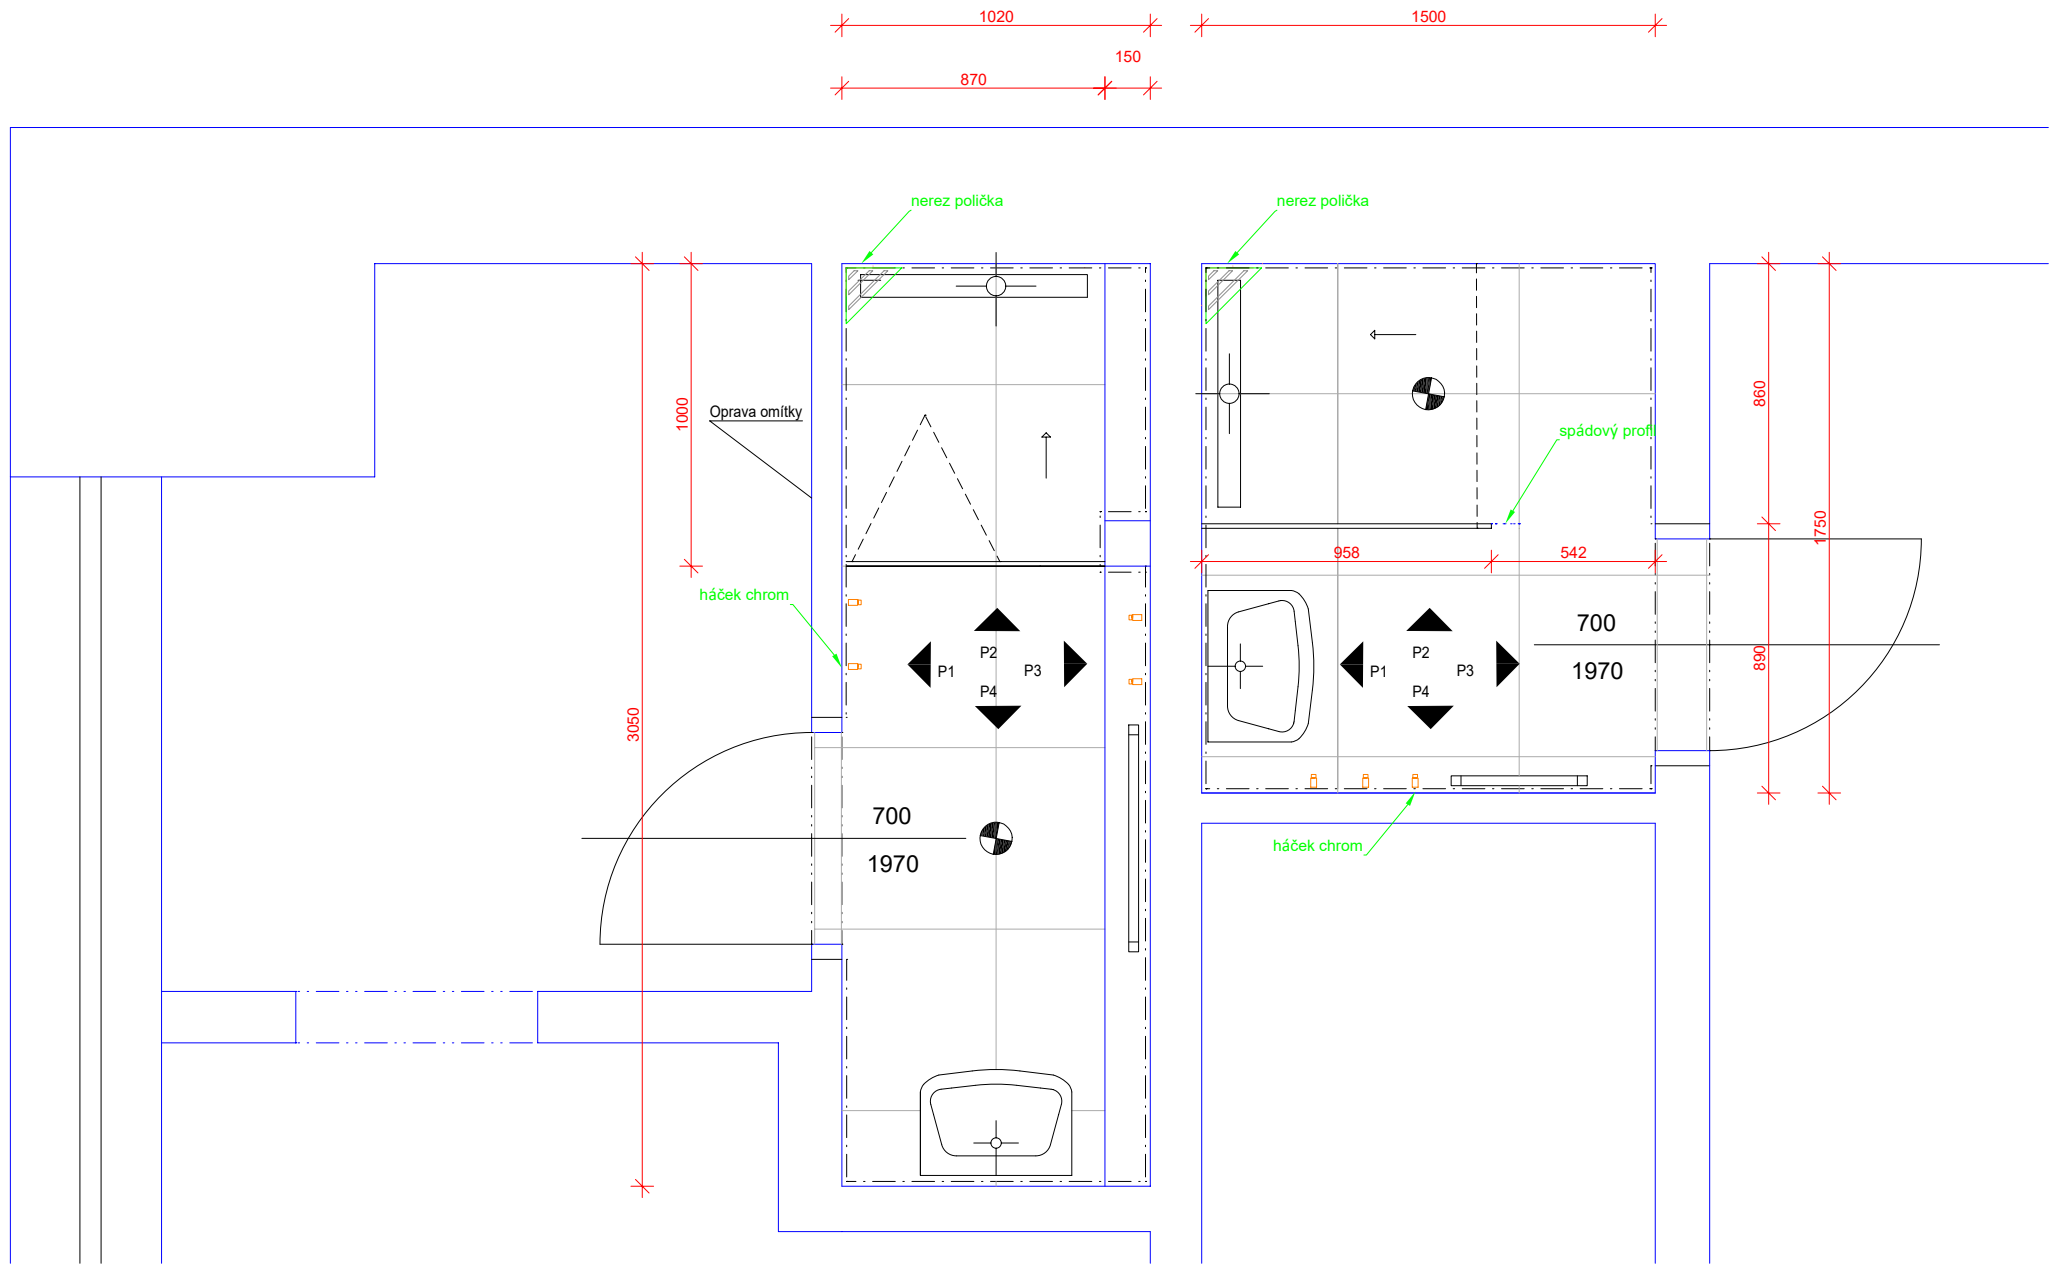 1020
1500
150
870
nerez polička
nerez polička
1000
Oprava omítky
860
spádový profil
1750
958
542
háček chrom
700
1970
P1
P2
P3
P4
P1
P2
P3
P4
890
3050
700
1970
háček chrom